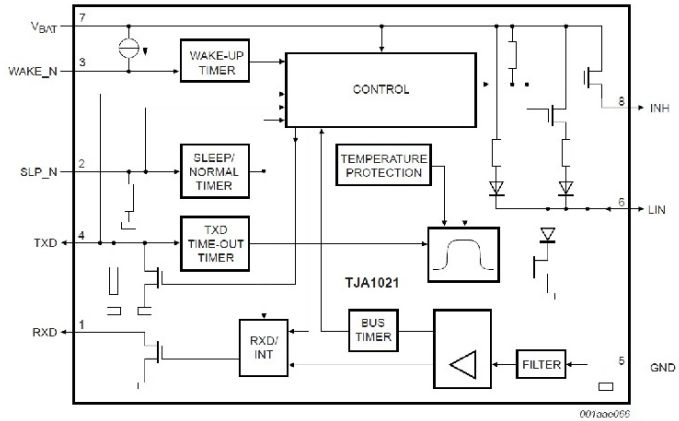 VBAT
7
WAKE_N
3
WAKE-UP
TIMER
CONTROL
8
INH
SLP_N
2
SLEEP/
NORMAL
TIMER
TEMPERATURE
PROTECTION
6
LIN
TXD
4
TXD
TIME-OUT
TIMER
TJA1021
RXD
1
RXD/
INT
BUS
TIMER
FILTER
5
GND
001aae066